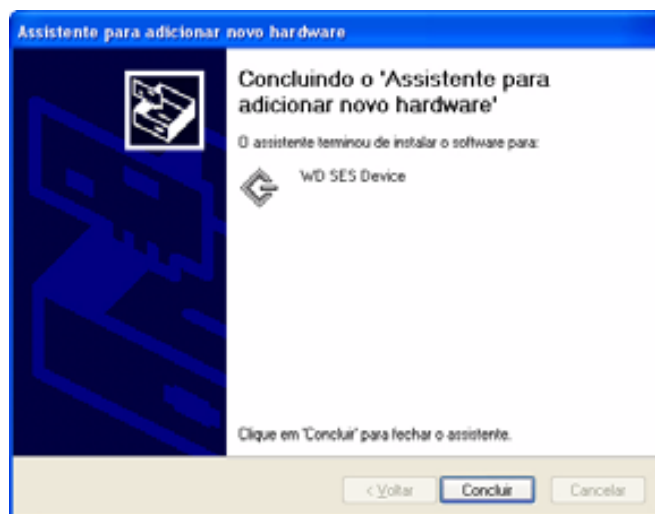 Assistente para adicionar novo hardware
Concluindo o 'Assistente para
adicionar novo hardware'
O assistente terminou de instalar o software para:
WD SES Device
Clique em 'Concluir' para fechar o assistente.
< Voltar
Concluir
Cancelar